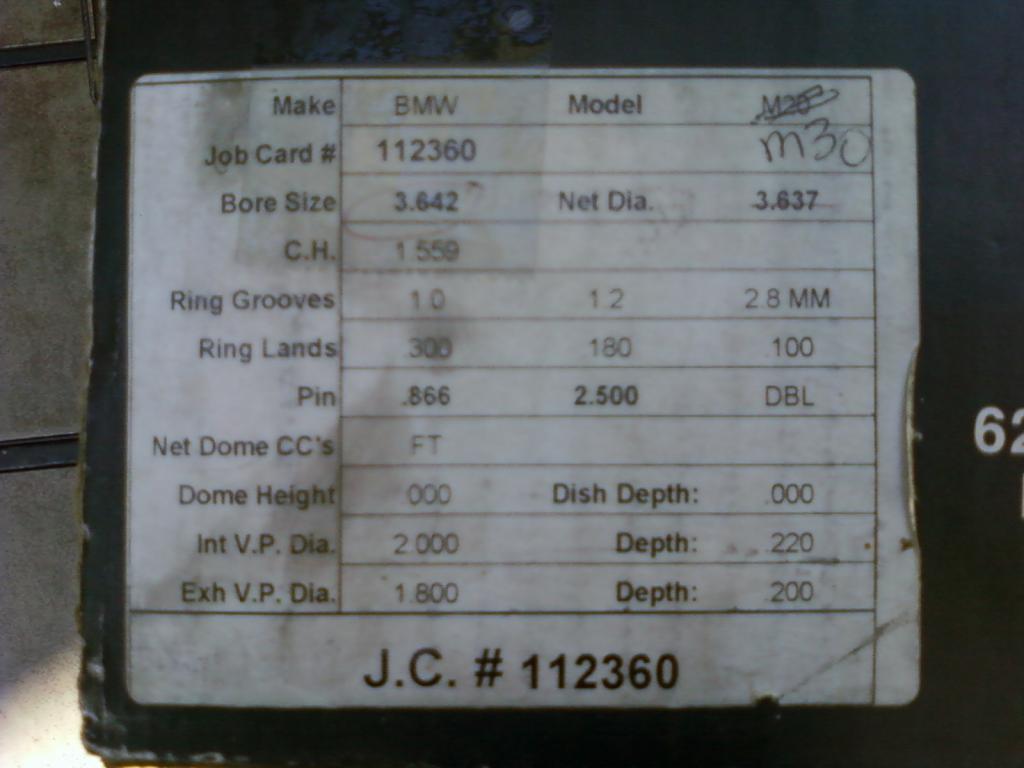 Make BMW Model M20
m30
Job Card # 112360
Bore Size 3.642 Net Dia. 3.637
C.H. 1.559
Ring Grooves 1.0 1.2 2.8 MM
Ring Lands .300 .180 .100
Pin .866 2.500 DBL
Net Dome CC's FT
Dome Height .000 Dish Depth: .000
Int V.P. Dia. 2.000 Depth: .220
Exh V.P. Dia. 1.800 Depth: .200
J.C. # 112360
62